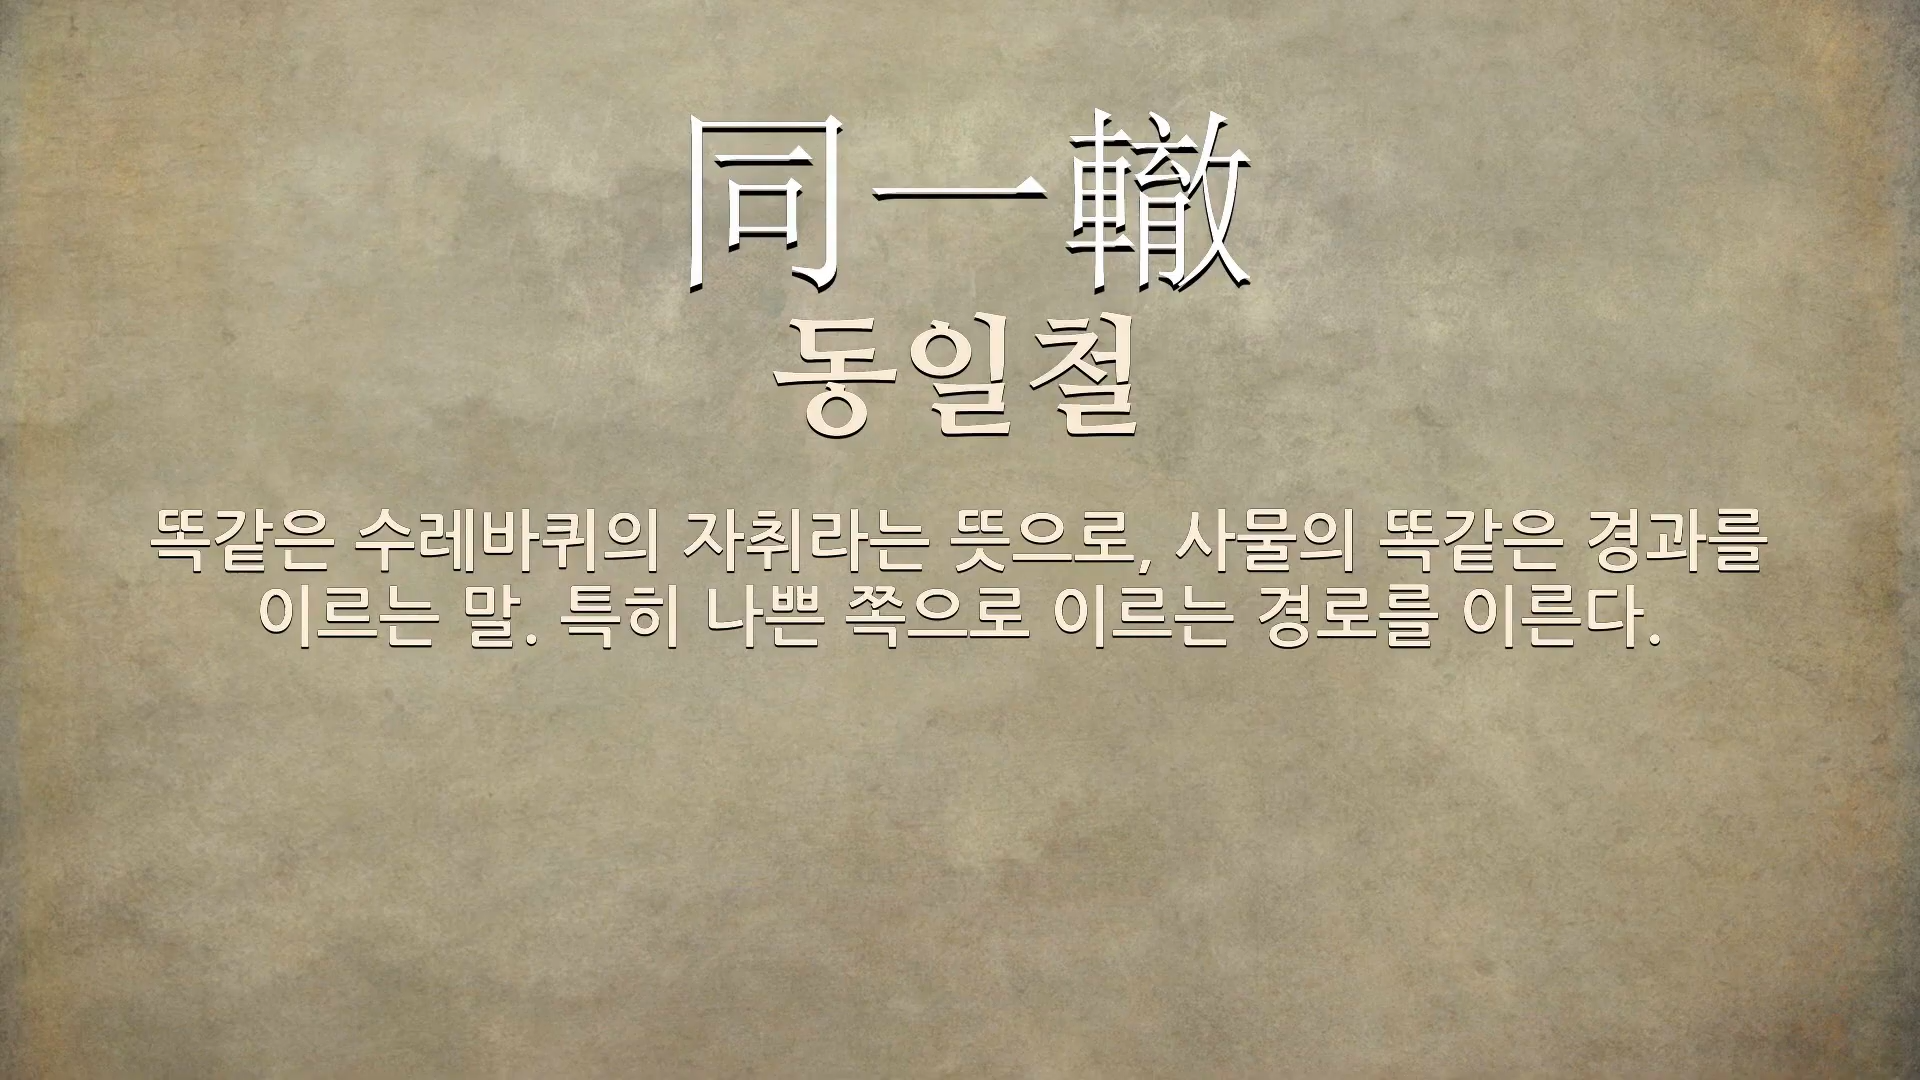 同一轍
동일철
똑같은 수레바퀴의 자취라는 뜻으로, 사물의 똑같은 경과를
이르는 말. 특히 나쁜 쪽으로 이르는 경로를 이른다.